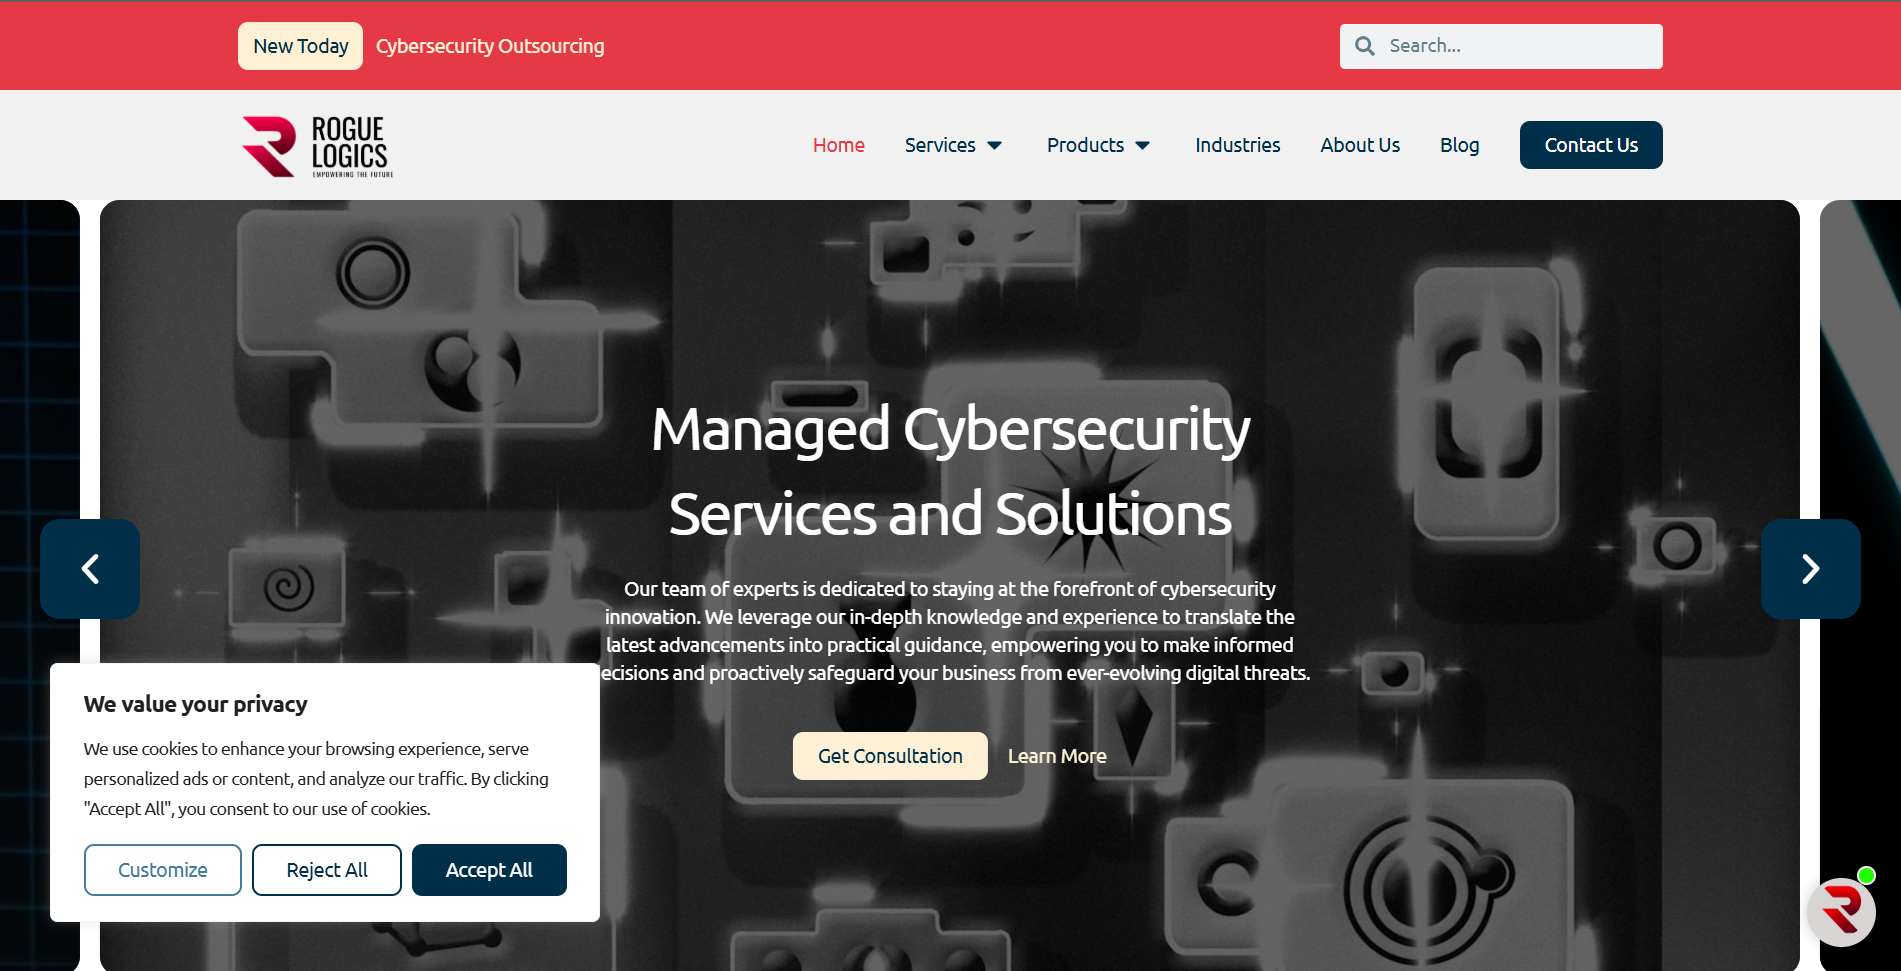 New Today
Cybersecurity Outsourcing
Search...
ROGUE
LOGICS
EMPOWERING THE FUTURE
Home
Services
Products
Industries
About Us
Blog
Contact Us
Managed Cybersecurity
Services and Solutions
Our team of experts is dedicated to staying at the forefront of cybersecurity
innovation. We leverage our in-depth knowledge and experience to translate the
latest advancements into practical guidance, empowering you to make informed
ecisions and proactively safeguard your business from ever-evolving digital threats.
Get Consultation
Learn More
We value your privacy
We use cookies to enhance your browsing experience, serve
personalized ads or content, and analyze our traffic. By clicking
"Accept All", you consent to our use of cookies.
Customize
Reject All
Accept All